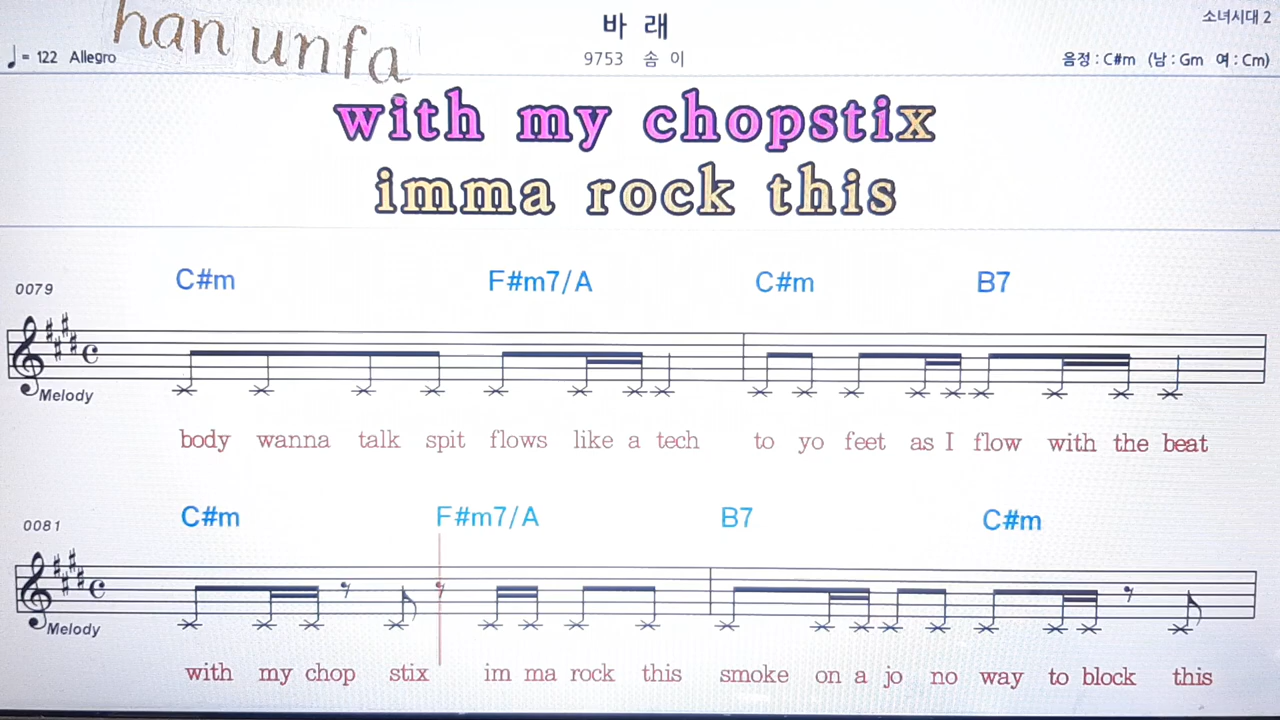 han unfa
바 래
소녀시대 2
♩ = 122 Allegro
9753 솜 이
음정 : C#m (남 : Gm 여 : Cm)
with my chopstix
imma rock this
C#m F#m7/A C#m B7
0079
Melody
body wanna talk spit flows like a tech to yo feet as I flow with the beat
C#m F#m7/A B7 C#m
0081
Melody
with my chop stix im ma rock this smoke on a jo no way to block this